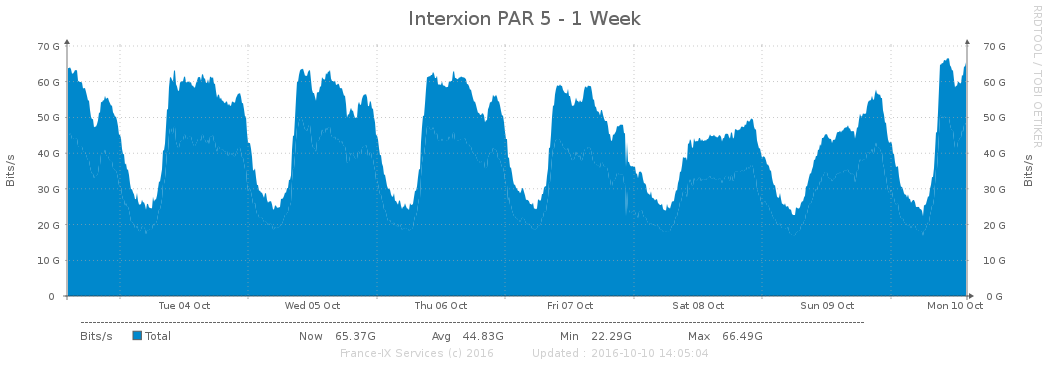 Interxion PAR 5 - 1 Week
RRDTOOL / TOBI OETIKER
70 G 70 G
60 G 60 G
50 G 50 G
40 G 40 G
30 G 30 G
20 G 20 G
10 G 10 G
0 0 G
Bits/s Bits/s
Tue 04 Oct Wed 05 Oct Thu 06 Oct Fri 07 Oct Sat 08 Oct Sun 09 Oct Mon 10 Oct
Bits/s Total Now 65.37G Avg 44.83G Min 22.29G Max 66.49G
France-IX Services (c) 2016 Updated : 2016-10-10 14:05:04